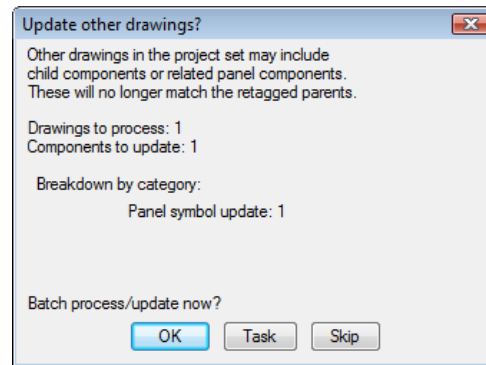 Update other drawings?
Other drawings in the project set may include
child components or related panel components.
These will no longer match the retagged parents.
Drawings to process: 1
Components to update: 1
Breakdown by category:
Panel symbol update: 1
Batch process/update now?
OK Task Skip